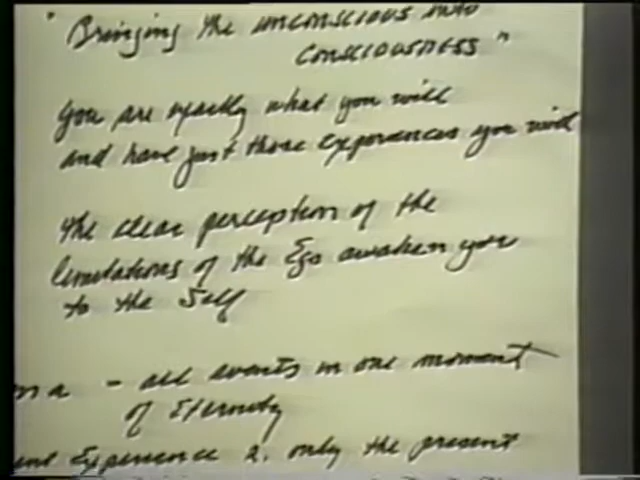 "Bringing the unconscious into
consciousness"
You are exactly what you will
and have just those experiences you will
The clear perception of the
limitations of the Ego awaken you
to the Self
ma - all events in one moment
of Eternity
Experience 2. only the present